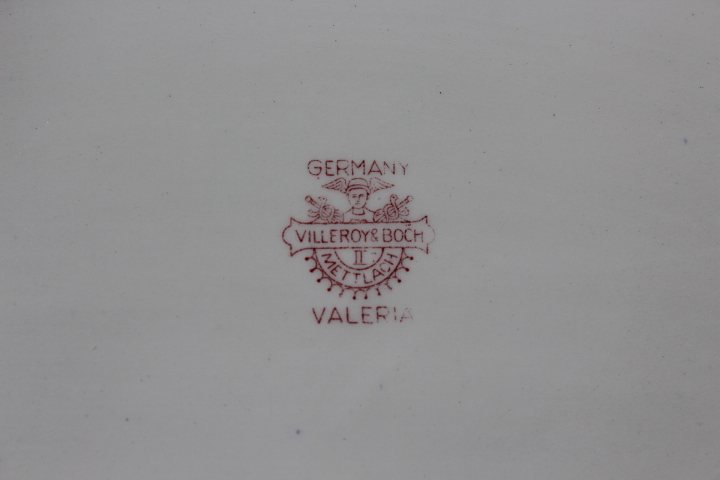 GERMANY
VILLEROY & BOCH
II
METTLACH
VALERIA